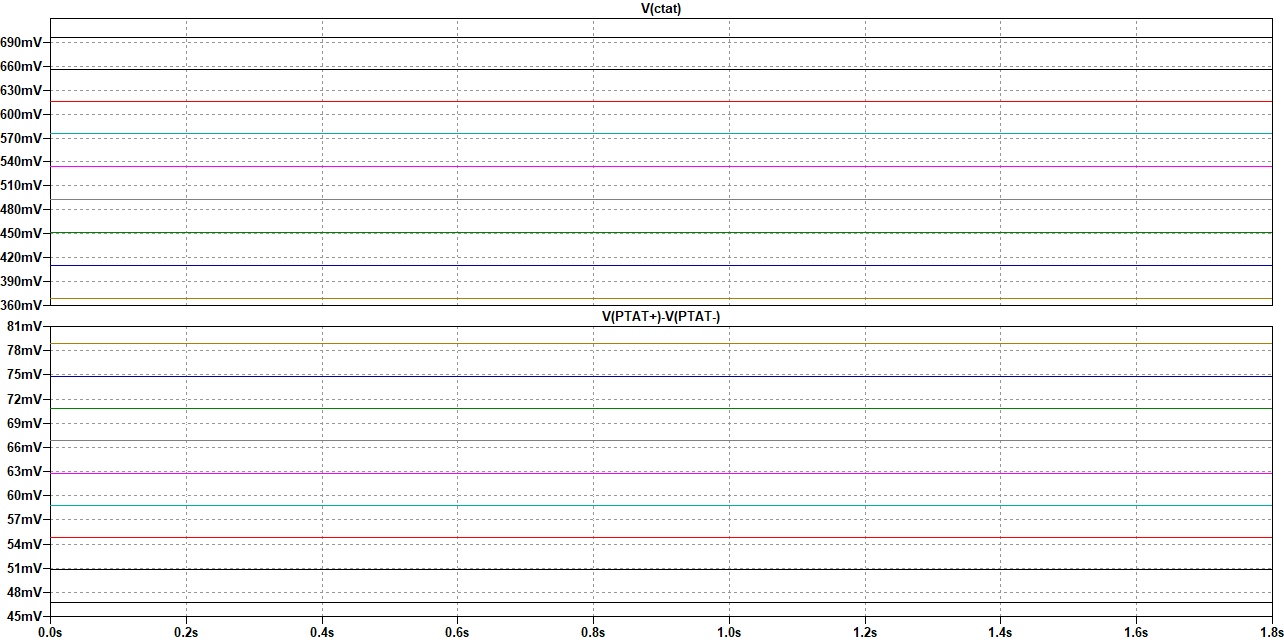 V(ctat)
690mV
660mV
630mV
600mV
570mV
540mV
510mV
480mV
450mV
420mV
390mV
360mV
V(PTAT+)-V(PTAT-)
81mV
78mV
75mV
72mV
69mV
66mV
63mV
60mV
57mV
54mV
51mV
48mV
45mV
0.0s 0.2s 0.4s 0.6s 0.8s 1.0s 1.2s 1.4s 1.6s 1.8s